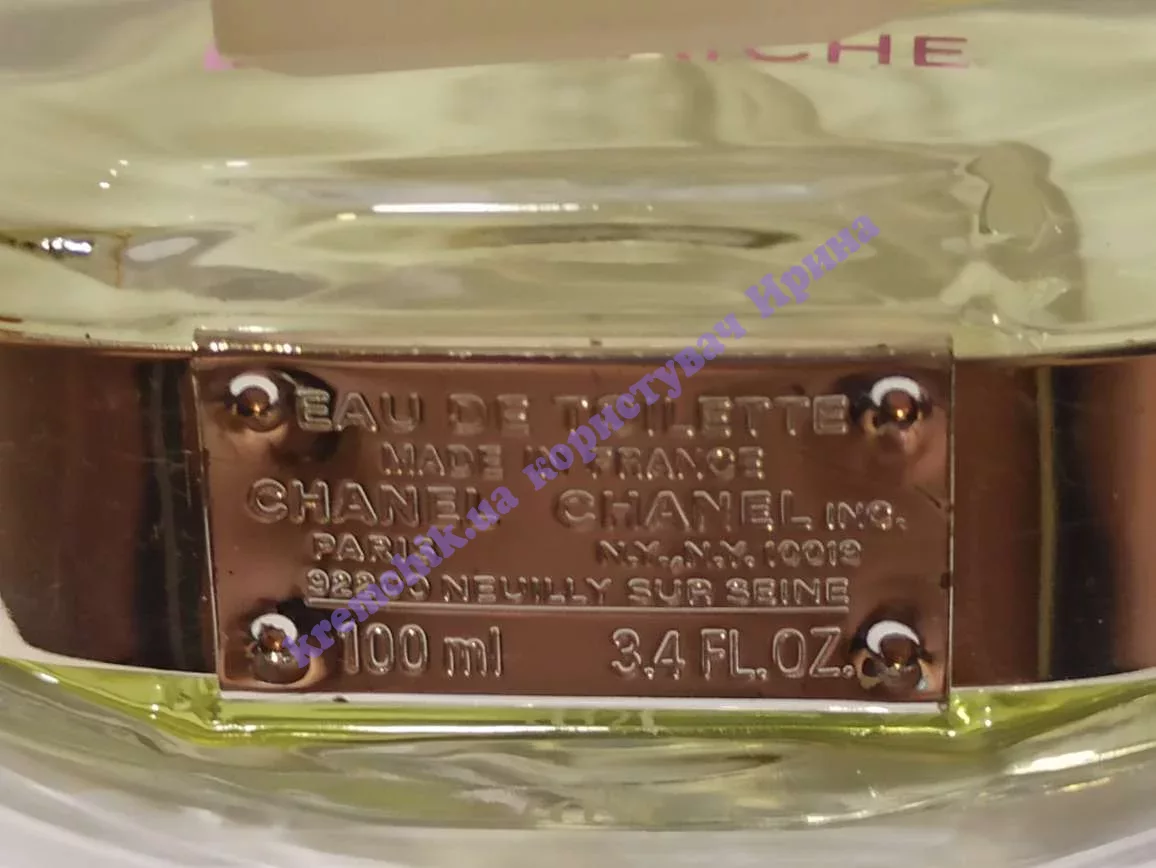 EAU DE TOILETTE
MADE IN FRANCE
CHANEL CHANEL INC.
PARIS N.Y., N.Y. 10019
92200 NEUILLY SUR SEINE
100 ml 3.4 FL.OZ.
kremchik.ua користувач Ирина